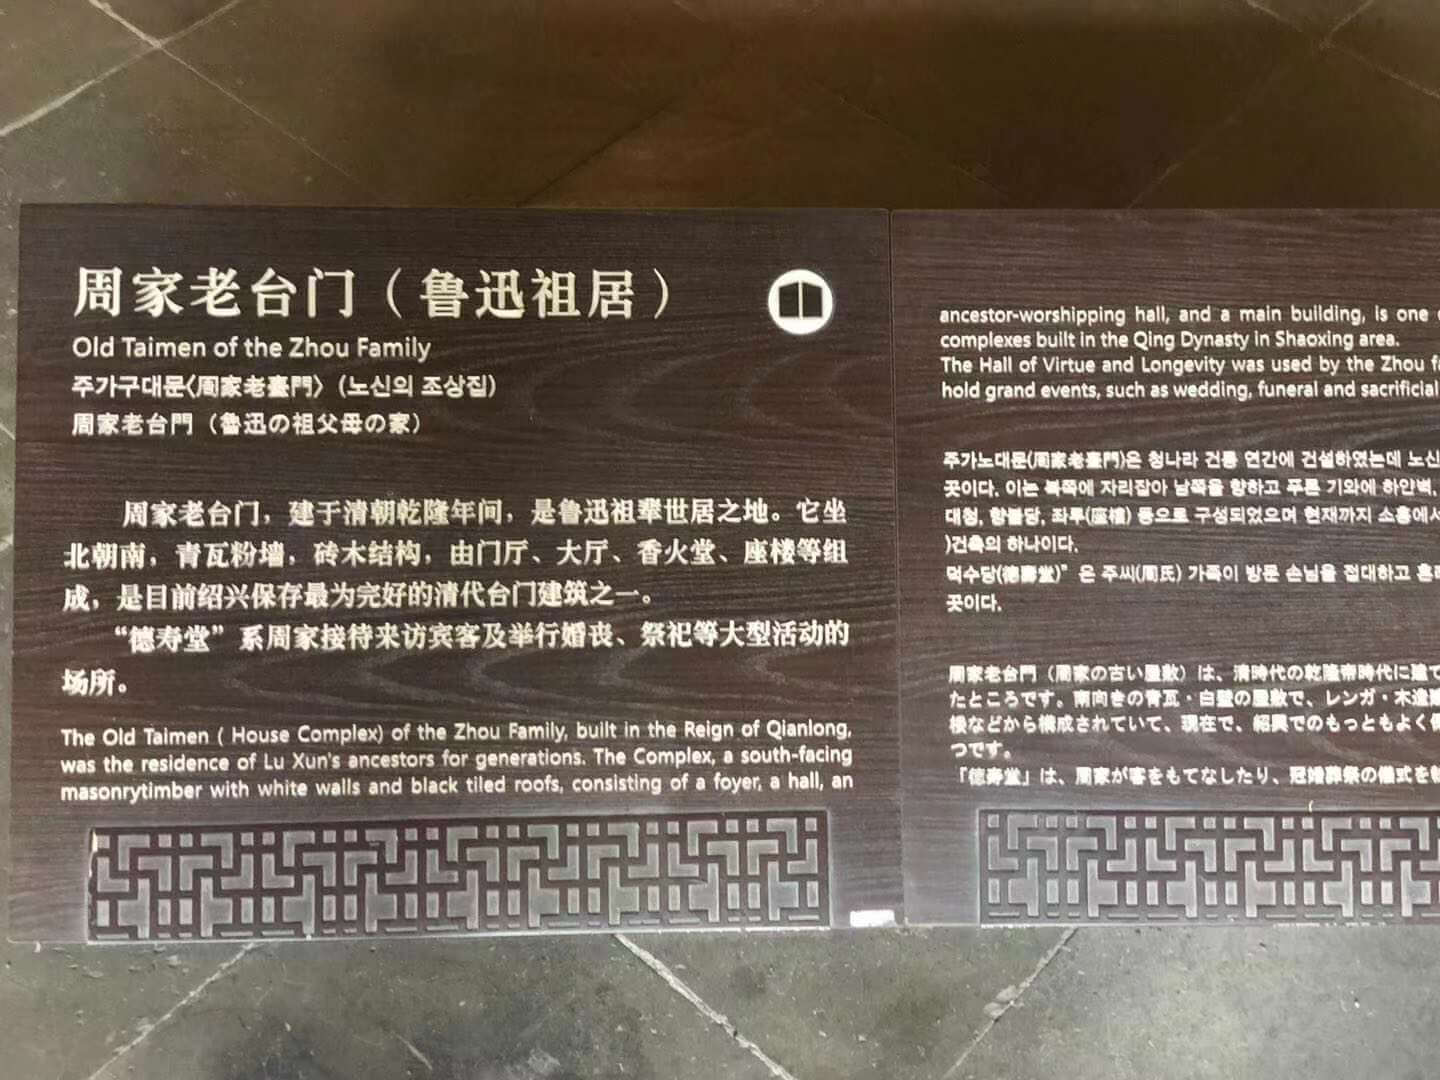 周家老台门（鲁迅祖居）
Old Taimen of the Zhou Family
주가구대문〈周家老臺門〉 (노신의 조상집)
周家老台門（魯迅の祖父母の家）
周家老台门，建于清朝乾隆年间，是鲁迅祖辈世居之地。它坐
北朝南，青瓦粉墙，砖木结构，由门厅、大厅、香火堂、座楼等组
成，是目前绍兴保存最为完好的清代台门建筑之一。
“德寿堂”系周家接待来访宾客及举行婚丧、祭祀等大型活动的
场所。
The Old Taimen ( House Complex) of the Zhou Family, built in the Reign of Qianlong,
was the residence of Lu Xun's ancestors for generations. The Complex, a south-facing
masonrytimber with white walls and black tiled roofs, consisting of a foyer, a hall, an
ancestor-worshipping hall, and a main building, is one
complexes built in the Qing Dynasty in Shaoxing area.
The Hall of Virtue and Longevity was used by the Zhou
hold grand events, such as wedding, funeral and sacrificial
주가노대문(周家老臺門)은 청나라 건륭 연간에 건설하였는데 노신
곳이다. 이는 북쪽에 자리잡아 남쪽을 향하고 푸른 기와에 하얀벽,
대청, 향불당, 좌루(座樓) 등으로 구성되었으며 현재까지 소흥에서
)건축의 하나이다.
덕수당(德壽堂)”은 주씨(周氏) 가족이 방문 손님을 접대하고 혼례
곳이다.
周家老台門（周家の古い屋敷）は、清時代の乾隆帝時代に建て
たところです。南向きの青瓦・白壁の屋敷で、レンガ・木造建
楼などから構成されていて、現在で、紹興でのもっともよく保
つです。
「徳寿堂」は、周家が客をもてなしたり、冠婚葬祭の儀式を執